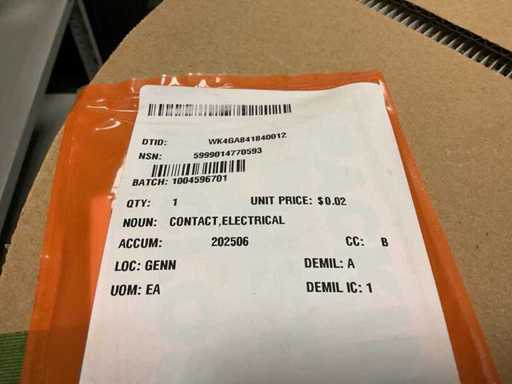 DTID: WK4GA841840012
NSN: 5999014770593
BATCH: 1004596701
QTY: 1 UNIT PRICE: $0.02
NOUN: CONTACT,ELECTRICAL
ACCUM: 202506 CC: B
LOC: GENN DEMIL: A
UOM: EA DEMIL IC: 1